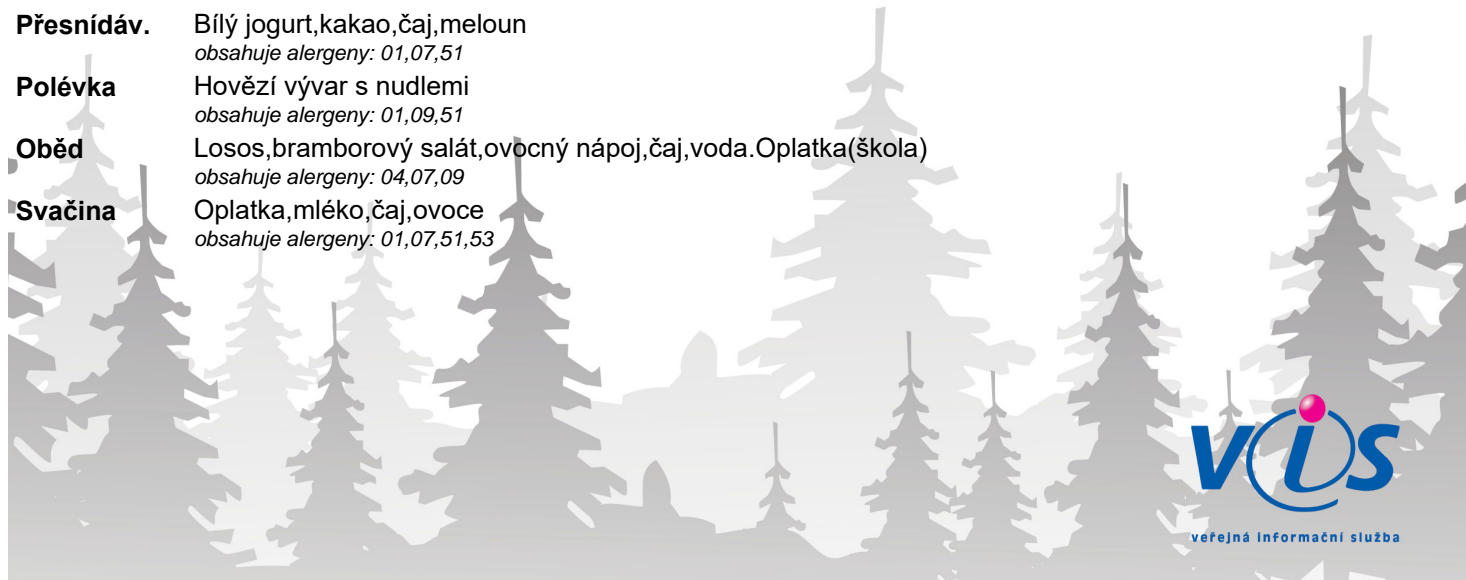 Přesnídáv. Bílý jogurt,kakao,čaj,meloun
obsahuje alergeny: 01,07,51
Polévka Hovězí vývar s nudlemi
obsahuje alergeny: 01,09,51
Oběd Losos,bramborový salát,ovocný nápoj,čaj,voda.Oplatka(škola)
obsahuje alergeny: 04,07,09
Svačina Oplatka,mléko,čaj,ovoce
obsahuje alergeny: 01,07,51,53
vis
veřejná informační služba